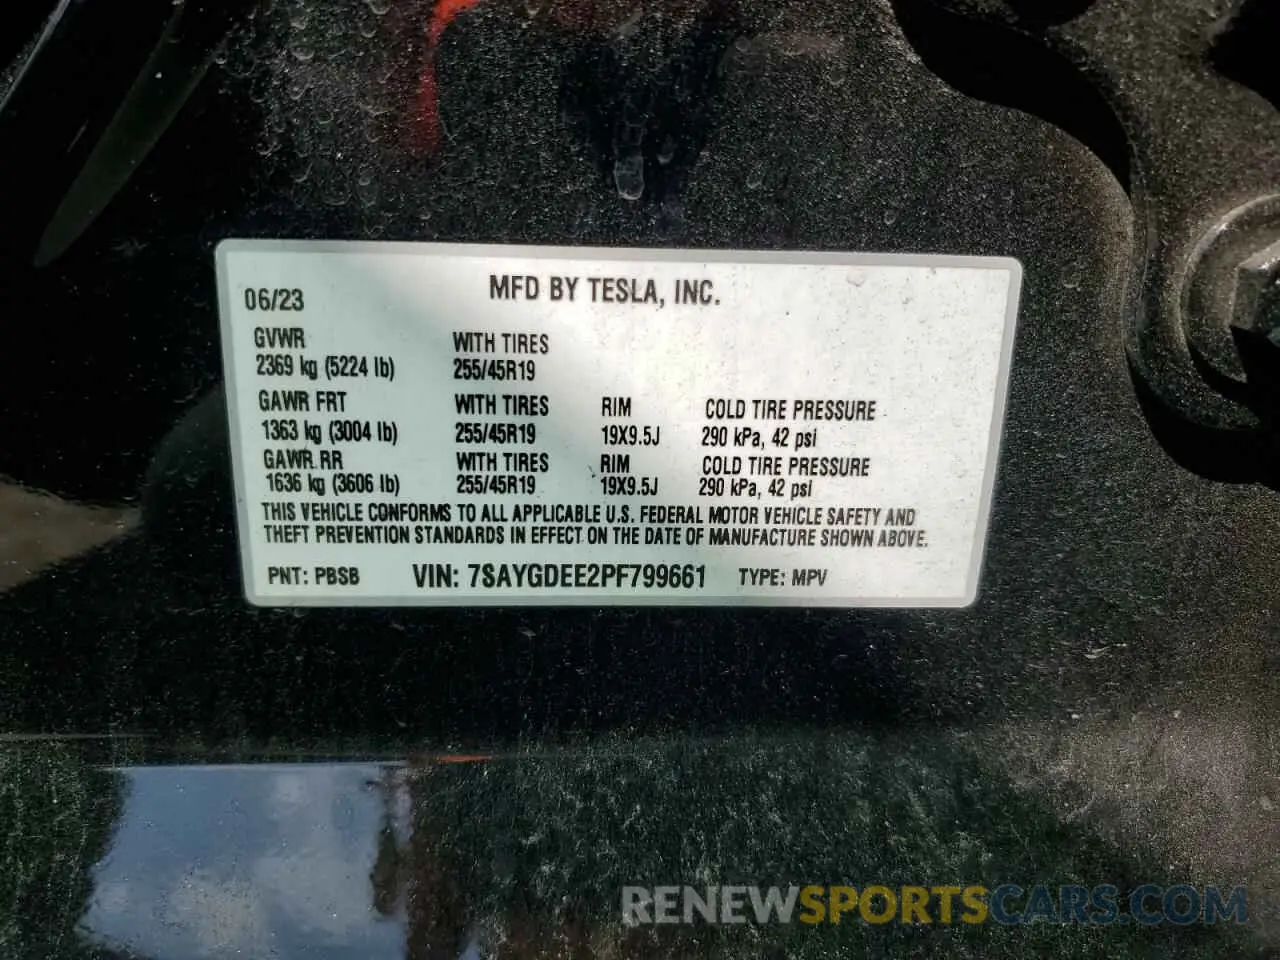 MFD BY TESLA, INC.
06/23
GVWR WITH TIRES
2369 kg (5224 lb) 255/45R19
GAWR FRT WITH TIRES RIM COLD TIRE PRESSURE
1363 kg (3004 lb) 255/45R19 19X9.5J 290 kPa, 42 psi
GAWR RR WITH TIRES RIM COLD TIRE PRESSURE
1636 kg (3606 lb) 255/45R19 19X9.5J 290 kPa, 42 psi
THIS VEHICLE CONFORMS TO ALL APPLICABLE U.S. FEDERAL MOTOR VEHICLE SAFETY AND
THEFT PREVENTION STANDARDS IN EFFECT ON THE DATE OF MANUFACTURE SHOWN ABOVE.
PNT: PBSB VIN: 7SAYGDEE2PF799661 TYPE: MPV
RENEWSPORTSCARS.COM